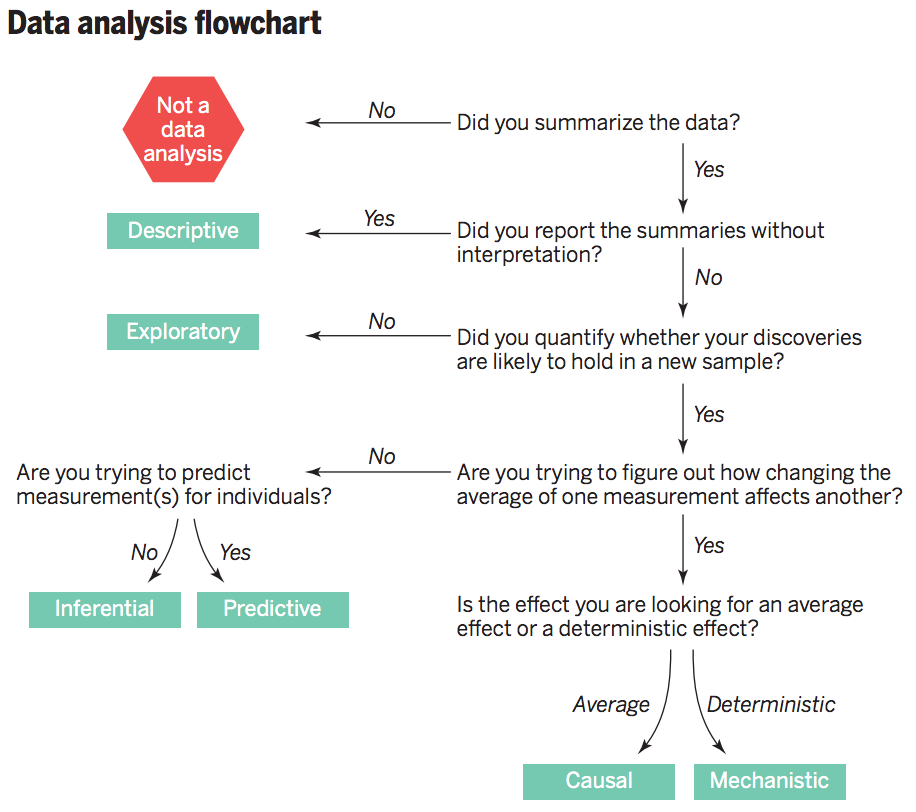 Data analysis flowchart
Not a
data
analysis
No
Did you summarize the data?
Yes
Descriptive
Yes
Did you report the summaries without
interpretation?
No
Exploratory
No
Did you quantify whether your discoveries
are likely to hold in a new sample?
Yes
Are you trying to predict
measurement(s) for individuals?
No
Are you trying to figure out how changing the
average of one measurement affects another?
No
Yes
Inferential
Predictive
Yes
Is the effect you are looking for an average
effect or a deterministic effect?
Average
Deterministic
Causal
Mechanistic